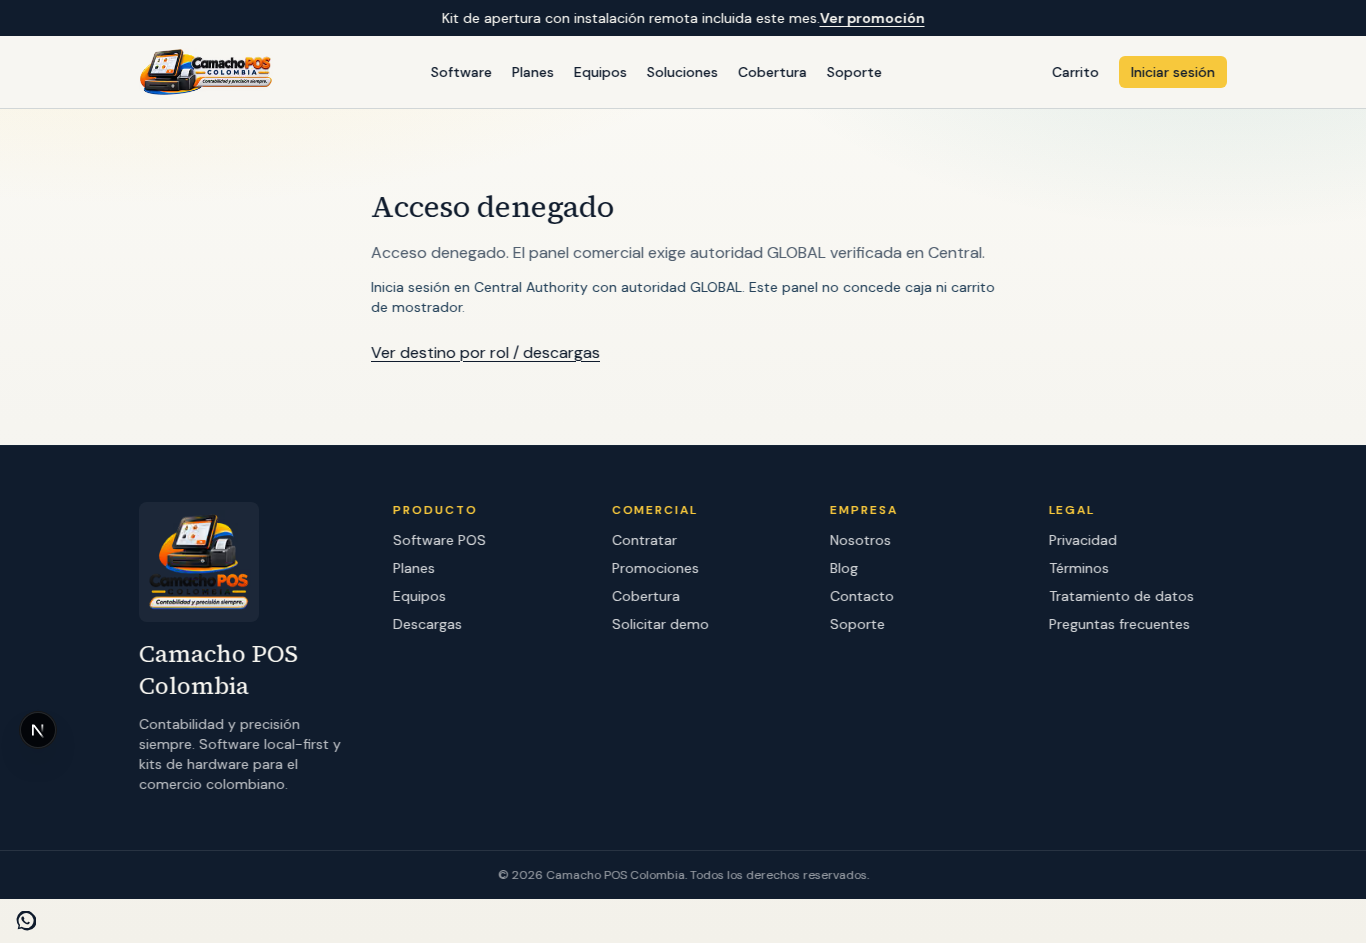 Kit de apertura con instalación remota incluida este mes.Ver promoción
CamachoPOS
COLOMBIA
Contabilidad y precisión siempre.
Software Planes Equipos Soluciones Cobertura Soporte
Carrito Iniciar sesión
Acceso denegado
Acceso denegado. El panel comercial exige autoridad GLOBAL verificada en Central.
Inicia sesión en Central Authority con autoridad GLOBAL. Este panel no concede caja ni carrito
de mostrador.
Ver destino por rol / descargas
CamachoPOS
COLOMBIA
Contabilidad y precisión siempre.
Camacho POS
Colombia
Contabilidad y precisión
siempre. Software local-first y
kits de hardware para el
comercio colombiano.
PRODUCTO
Software POS
Planes
Equipos
Descargas
COMERCIAL
Contratar
Promociones
Cobertura
Solicitar demo
EMPRESA
Nosotros
Blog
Contacto
Soporte
LEGAL
Privacidad
Términos
Tratamiento de datos
Preguntas frecuentes
N
© 2026 Camacho POS Colombia. Todos los derechos reservados.